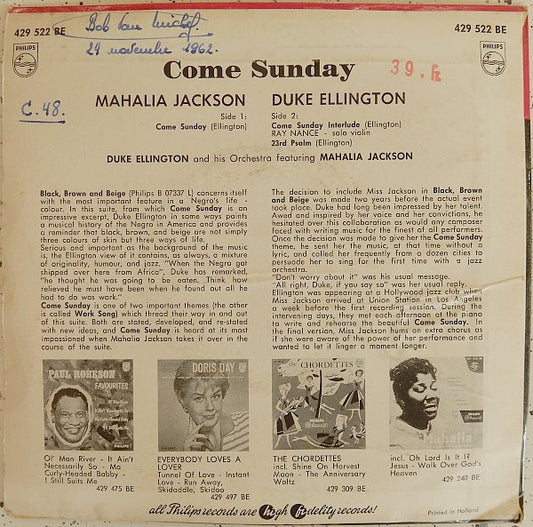 429 522 BE
429 522 BE
PHILIPS
PHILIPS
24 novembre 1962.
Come Sunday
39, F.
C.48.
MAHALIA JACKSON
Side 1:
Come Sunday (Ellington)
DUKE ELLINGTON
Side 2:
Come Sunday Interlude (Ellington)
RAY NANCE - solo violin
23rd Psalm (Ellington)
DUKE ELLINGTON and his Orchestra featuring MAHALIA JACKSON
Black, Brown and Beige (Philips B 07337 L) concerns itself
with the most important feature in a Negro's life -
colour. In this suite, from which Come Sunday is an
impressive excerpt, Duke Ellington in some ways paints
a musical history of the Negro in America and provides
a reminder that black, brown, and beige are not simply
three colours of skin but three ways of life.
Serious and important as the background of the music
is, the Ellington view of it contains, as always, a mixture
of originality, humour, and jazz. "When the Negro got
shipped over here from Africa", Duke has remarked,
"he thought he was going to be eaten. Think how
relieved he must have been when he found out all he
had to do was work."
Come Sunday is one of two important themes (the other
is called Work Song) which thread their way in and out
of this suite. Both are stated, developed, and re-stated
with new ideas, and Come Sunday is heard at its most
impassioned when Mahalia Jackson takes it over in the
course of the suite.
The decision to include Miss Jackson in Black, Brown
and Beige was made two years before the actual event
took place. Duke had long been impressed by her talent.
Awed and inspired by her voice and her convictions, he
hesitated over this collaboration as would any composer
faced with writing music for the finest of all performers.
Once the decision was made to give her the Come Sunday
theme, he sent her the music, at that time without a
lyric, and called her frequently from a dozen cities to
persuade her to sing for the first time with a jazz
orchestra.
"Don't worry about it" was his usual message.
"All right, Duke, if you say so" was her usual reply.
Ellington was appearing at a Hollywood jazz club when
Miss Jackson arrived at Union Station in Los Angeles
a week before the first recording session. During the
intervening days, they met each afternoon at the piano
to write and rehearse the beautiful Come Sunday. In
the final version, Miss Jackson hums an extra chorus as
if she were aware of the power of her performance and
wanted to let it linger a moment longer.
PAUL ROBESON
FAVOURITES
Ol' Man River - It Ain't
Necessarily So - Ma
Curly-Headed Babby -
I Still Suits Me
429 475 BE
DORIS DAY
EVERYBODY LOVES A
LOVER
Tunnel Of Love - Instant
Love - Run Away,
Skidaddle, Skidoo
429 497 BE
THE CHORDETTES
THE CHORDETTES
incl. Shine On Harvest
Moon - The Anniversary
Waltz
429 309 BE
Mahalia
incl. Oh Lord Is It I?
Jesus - Walk Over God's
Heaven
429 240 BE
all Philips records are high fidelity records!
Printed in Holland